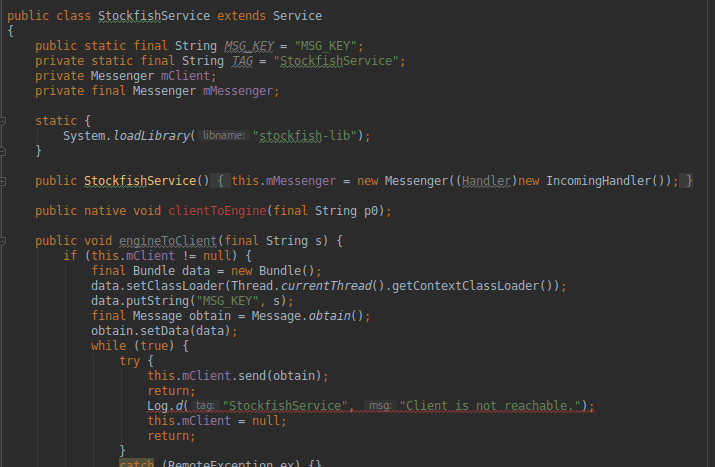 public class StockfishService extends Service
{
public static final String MSG_KEY = "MSG_KEY";
private static final String TAG = "StockfishService";
private Messenger mClient;
private final Messenger mMessenger;
static {
System.loadLibrary( libname: "stockfish-lib");
}
public StockfishService() { this.mMessenger = new Messenger((Handler)new IncomingHandler()); }
public native void clientToEngine(final String p0);
public void engineToClient(final String s) {
if (this.mClient != null) {
final Bundle data = new Bundle();
data.setClassLoader(Thread.currentThread().getContextClassLoader());
data.putString("MSG_KEY", s);
final Message obtain = Message.obtain();
obtain.setData(data);
while (true) {
try {
this.mClient.send(obtain);
return;
Log.d( tag: "StockfishService", msg: "Client is not reachable.");
this.mClient = null;
return;
}
catch (RemoteException ex) {}